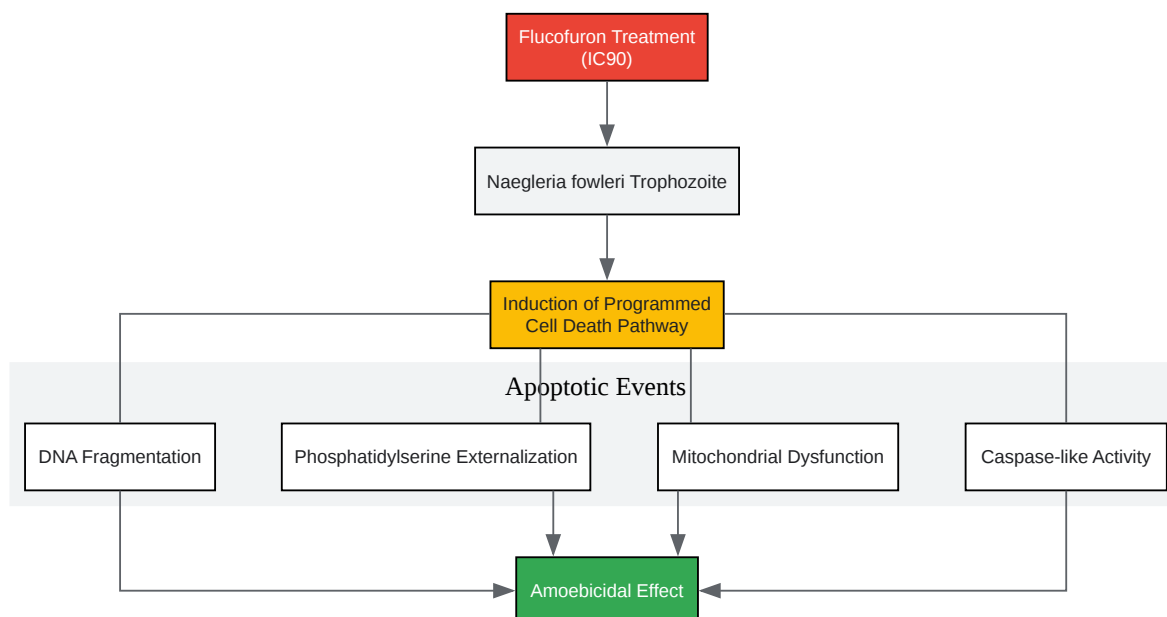 Flucofuron Treatment
(IC90)
Naegleria fowleri Trophozoite
Induction of Programmed
Cell Death Pathway
Apoptotic Events
DNA Fragmentation
Phosphatidylserine Externalization
Mitochondrial Dysfunction
Caspase-like Activity
Amoebicidal Effect